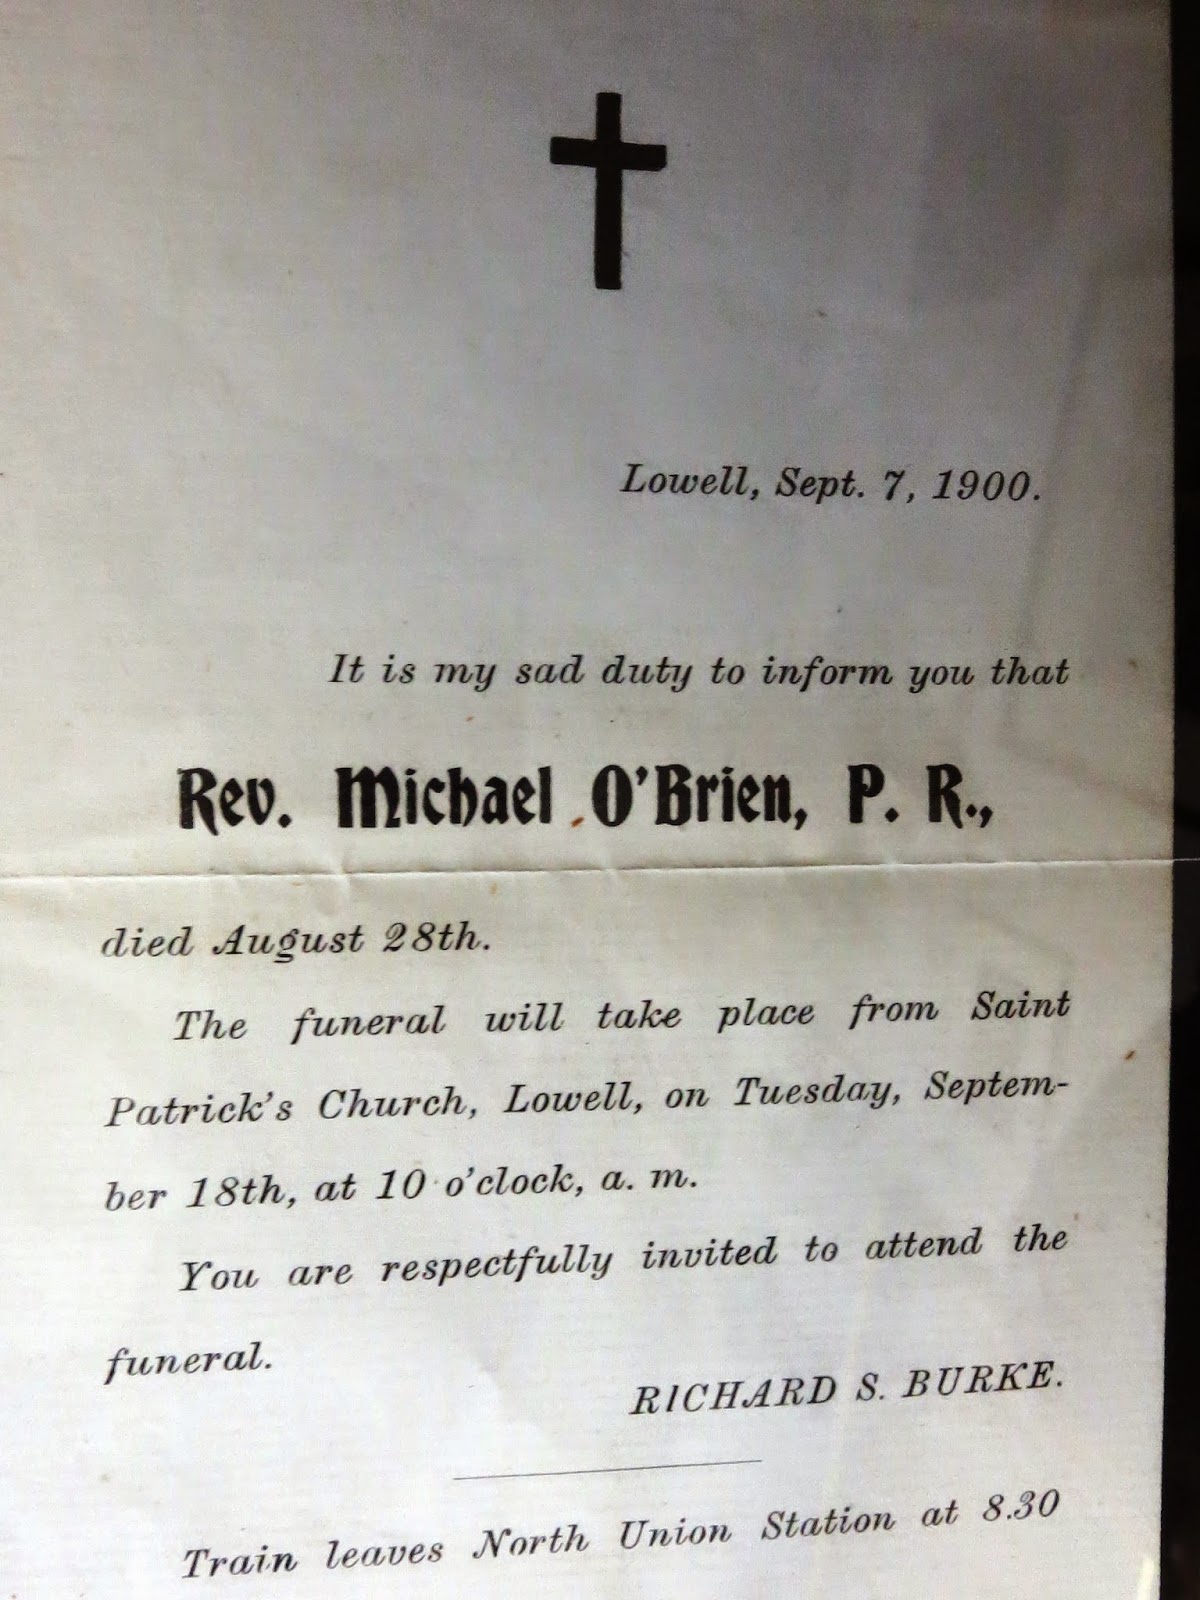 Lowell, Sept. 7, 1900.
It is my sad duty to inform you that
Rev. Michael O'Brien, P. R.,
died August 28th.
The funeral will take place from Saint
Patrick's Church, Lowell, on Tuesday, Septem-
ber 18th, at 10 o'clock, a. m.
You are respectfully invited to attend the
funeral.
RICHARD S. BURKE.
Train leaves North Union Station at 8.30